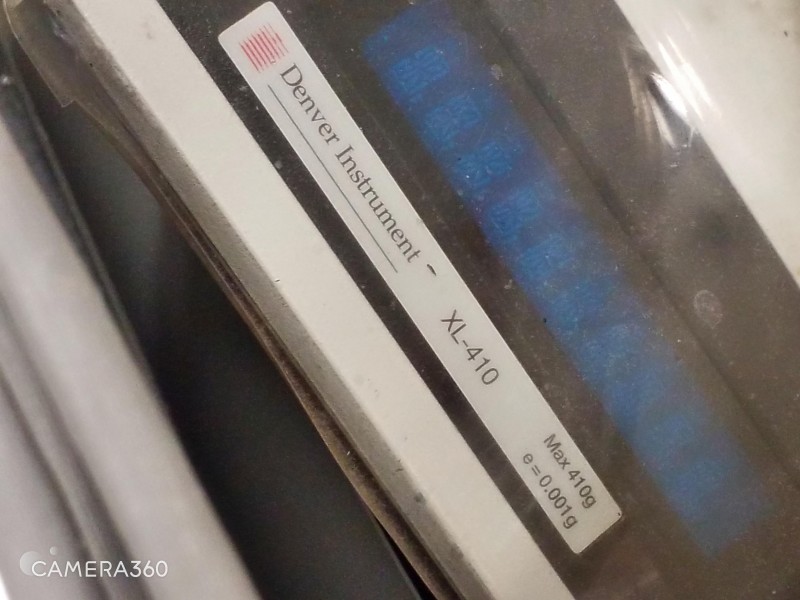 Denver Instrument
XL-410
Max 410g
e = 0.001g
CAMERA360